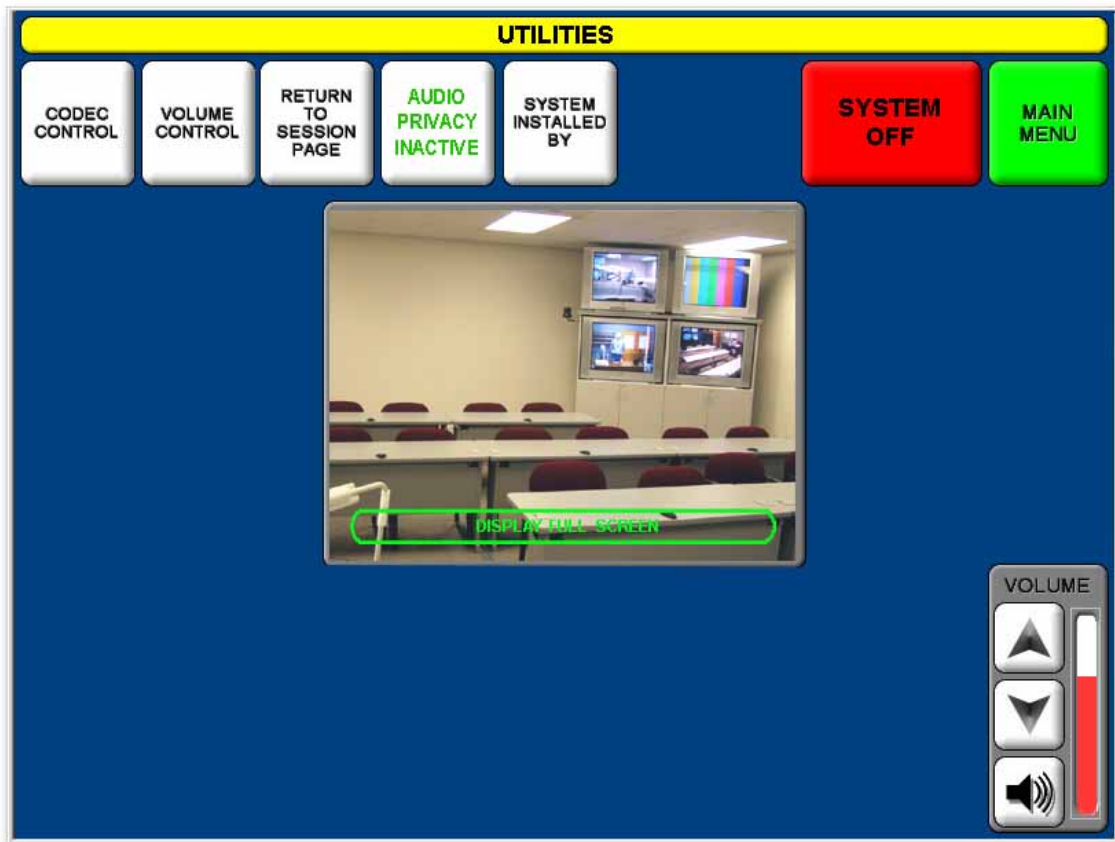 UTILITIES
CODEC
CONTROL
VOLUME
CONTROL
RETURN
TO
SESSION
PAGE
AUDIO
PRIVACY
INACTIVE
SYSTEM
INSTALLED
BY
SYSTEM
OFF
MAIN
MENU
DISPLAY FULL SCREEN
VOLUME